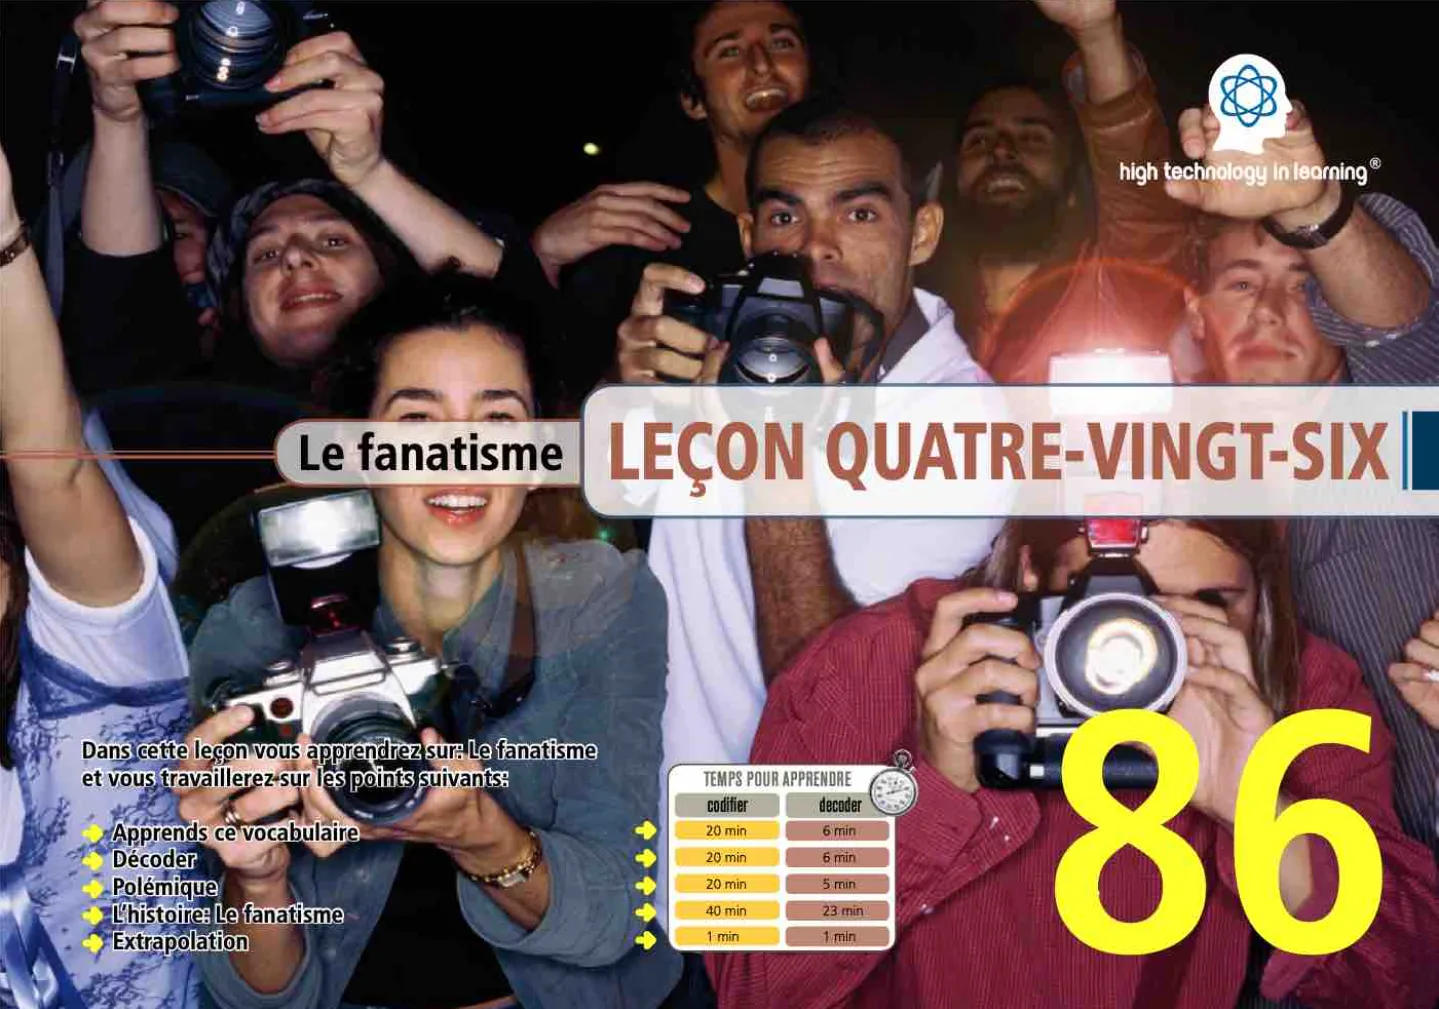 high technology in learning®
Le fanatisme
LEÇON QUATRE-VINGT-SIX
Dans cette leçon vous apprendrez sur: Le fanatisme
et vous travaillerez sur les points suivants:
Apprends ce vocabulaire
Décoder
Polémique
L'histoire: Le fanatisme
Extrapolation
TEMPS POUR APPRENDRE
codifier decoder
20 min 6 min
20 min 6 min
20 min 5 min
40 min 23 min
1 min 1 min
86